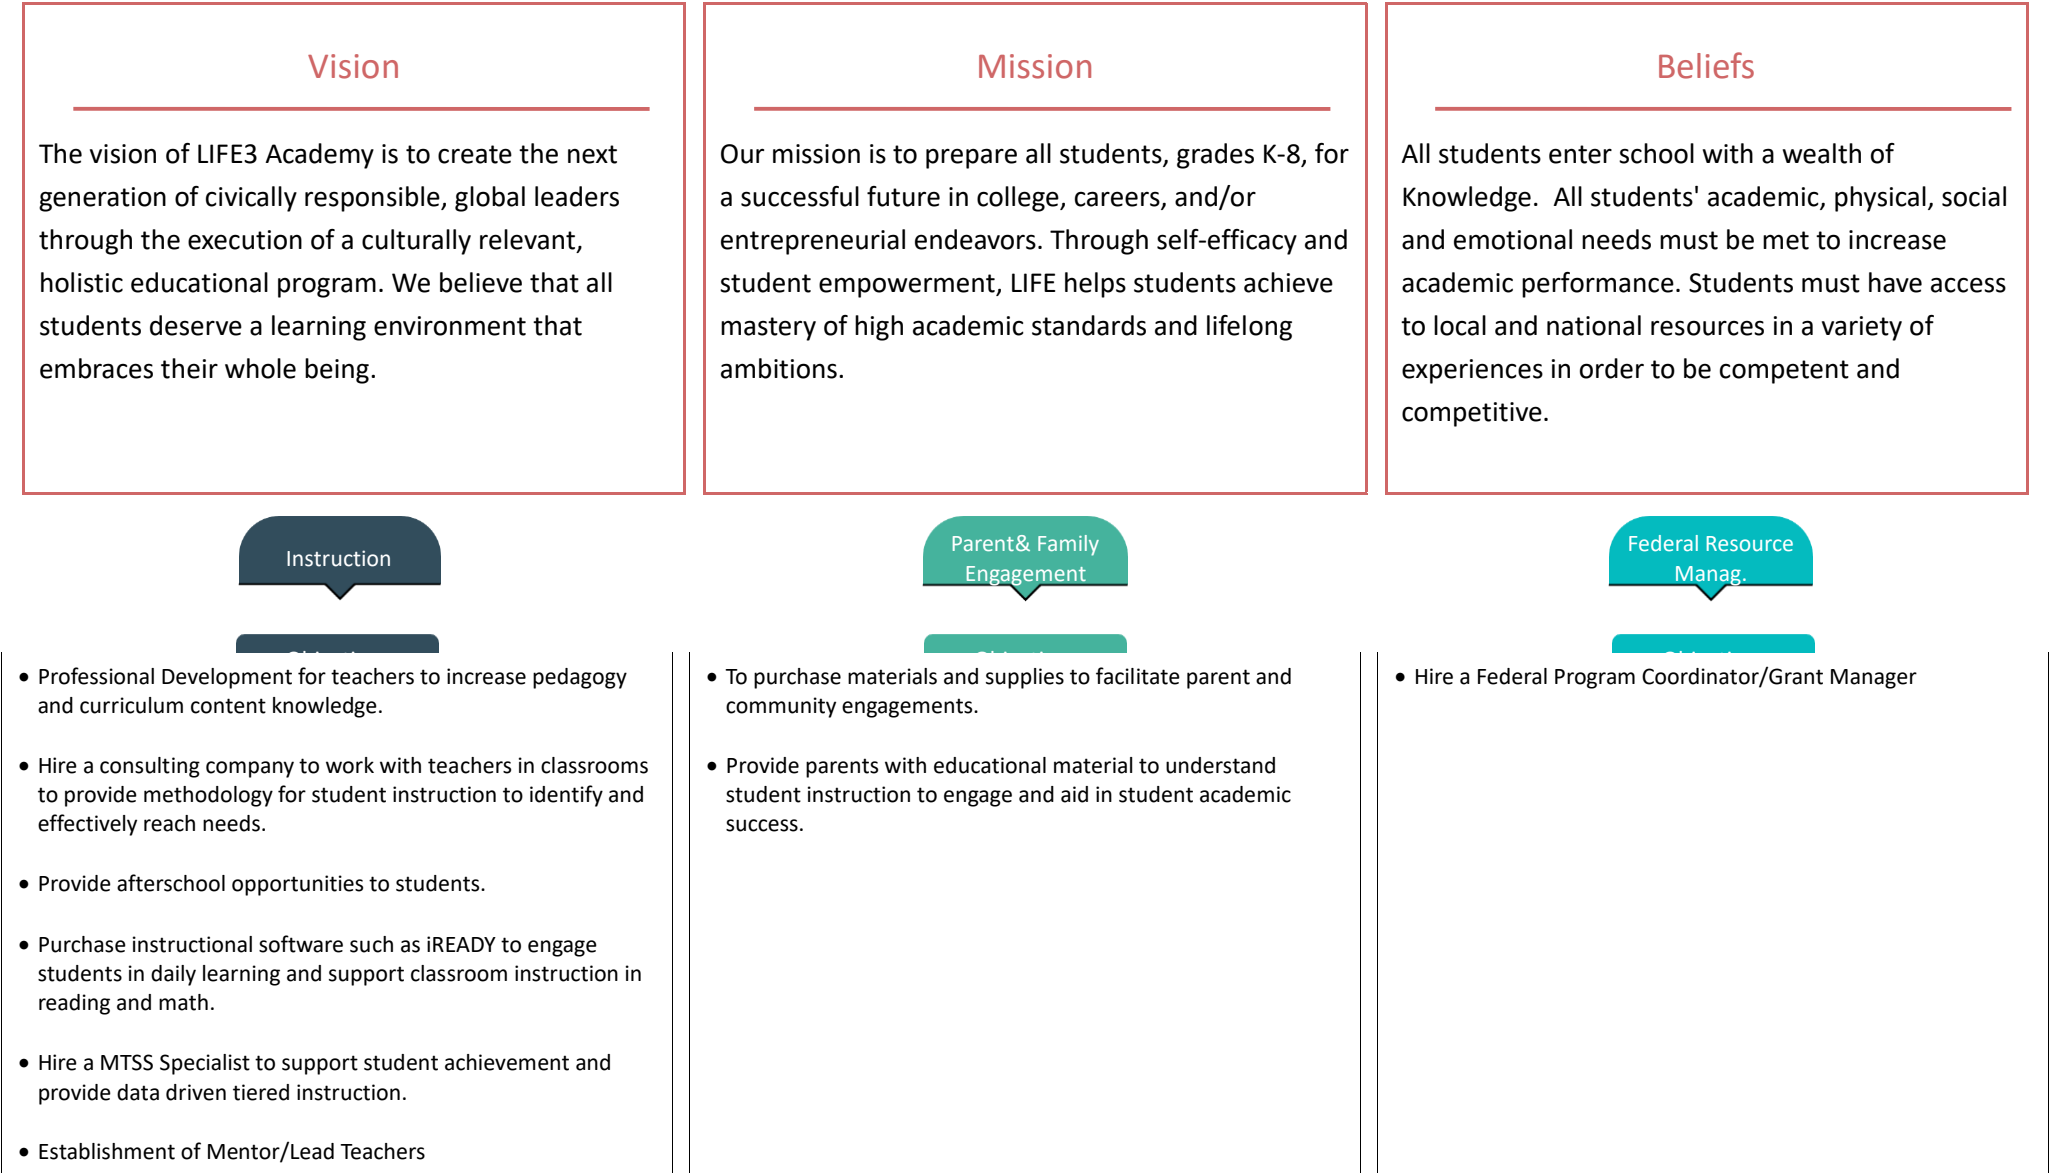 Vision
The vision of LIFE3 Academy is to create the next
generation of civically responsible, global leaders
through the execution of a culturally relevant,
holistic educational program. We believe that all
students deserve a learning environment that
embraces their whole being.
Mission
Our mission is to prepare all students, grades K-8, for
a successful future in college, careers, and/or
entrepreneurial endeavors. Through self-efficacy and
student empowerment, LIFE helps students achieve
mastery of high academic standards and lifelong
ambitions.
Beliefs
All students enter school with a wealth of
Knowledge.  All students' academic, physical, social
and emotional needs must be met to increase
academic performance. Students must have access
to local and national resources in a variety of
experiences in order to be competent and
competitive.
Instruction
• Professional Development for teachers to increase pedagogy
and curriculum content knowledge.
• Hire a consulting company to work with teachers in classrooms
to provide methodology for student instruction to identify and
effectively reach needs.
• Provide afterschool opportunities to students.
• Purchase instructional software such as iREADY to engage
students in daily learning and support classroom instruction in
reading and math.
• Hire a MTSS Specialist to support student achievement and
provide data driven tiered instruction.
• Establishment of Mentor/Lead Teachers
Parent& Family
Engagement
• To purchase materials and supplies to facilitate parent and
community engagements.
• Provide parents with educational material to understand
student instruction to engage and aid in student academic
success.
Federal Resource
Manag.
• Hire a Federal Program Coordinator/Grant Manager